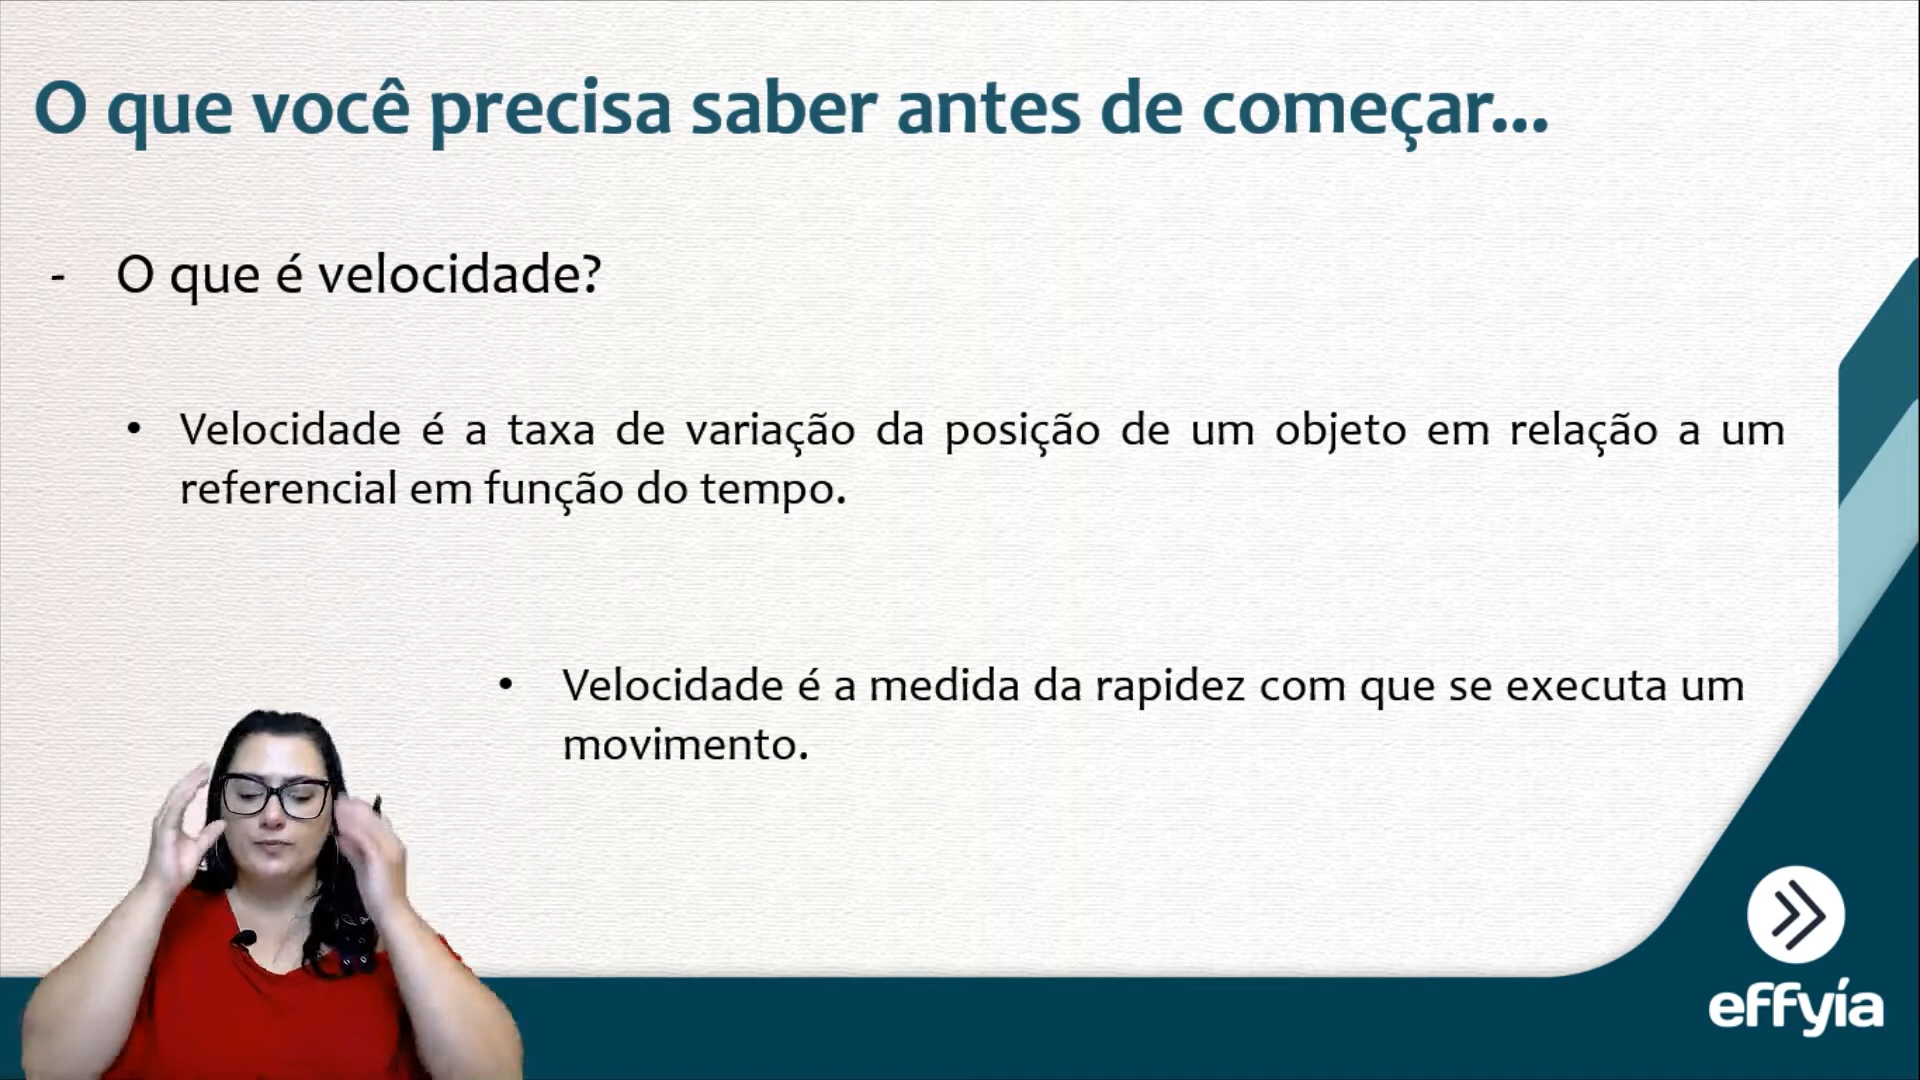 O que você precisa saber antes de começar...
- O que é velocidade?
• Velocidade é a taxa de variação da posição de um objeto em relação a um
referencial em função do tempo.
• Velocidade é a medida da rapidez com que se executa um
movimento.
effyía